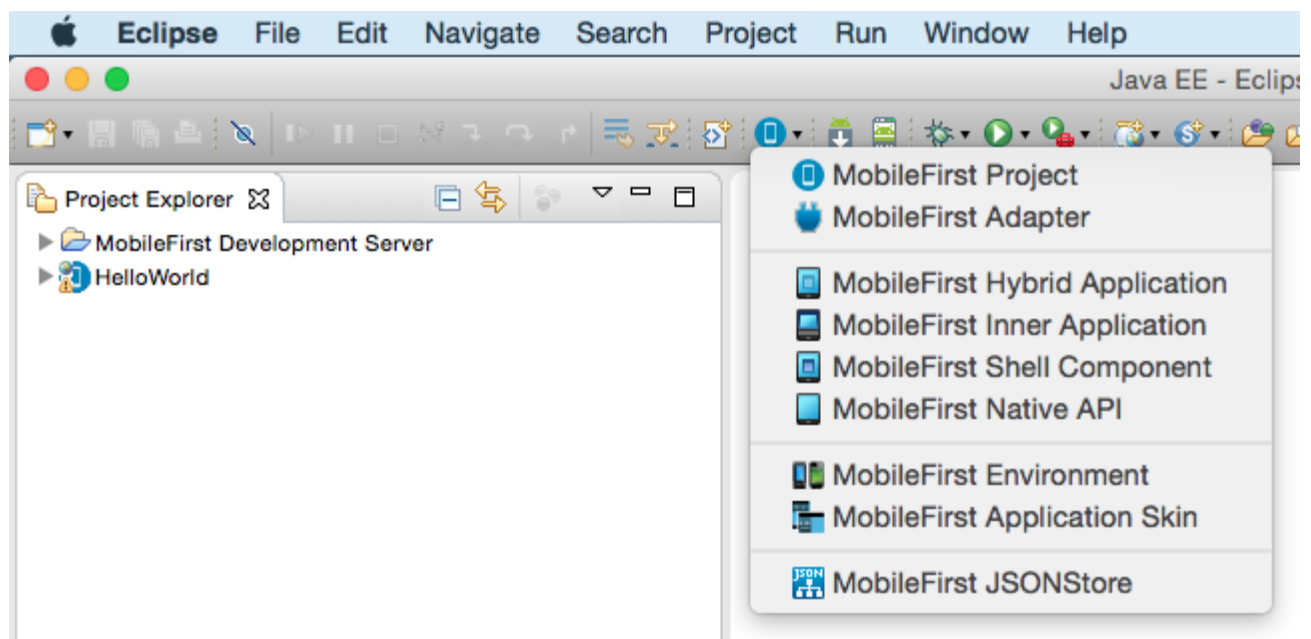 Eclipse File Edit Navigate Search Project Run Window Help
Java EE - Eclips
Project Explorer
MobileFirst Development Server
HelloWorld
MobileFirst Project
MobileFirst Adapter
MobileFirst Hybrid Application
MobileFirst Inner Application
MobileFirst Shell Component
MobileFirst Native API
MobileFirst Environment
MobileFirst Application Skin
JSON MobileFirst JSONStore